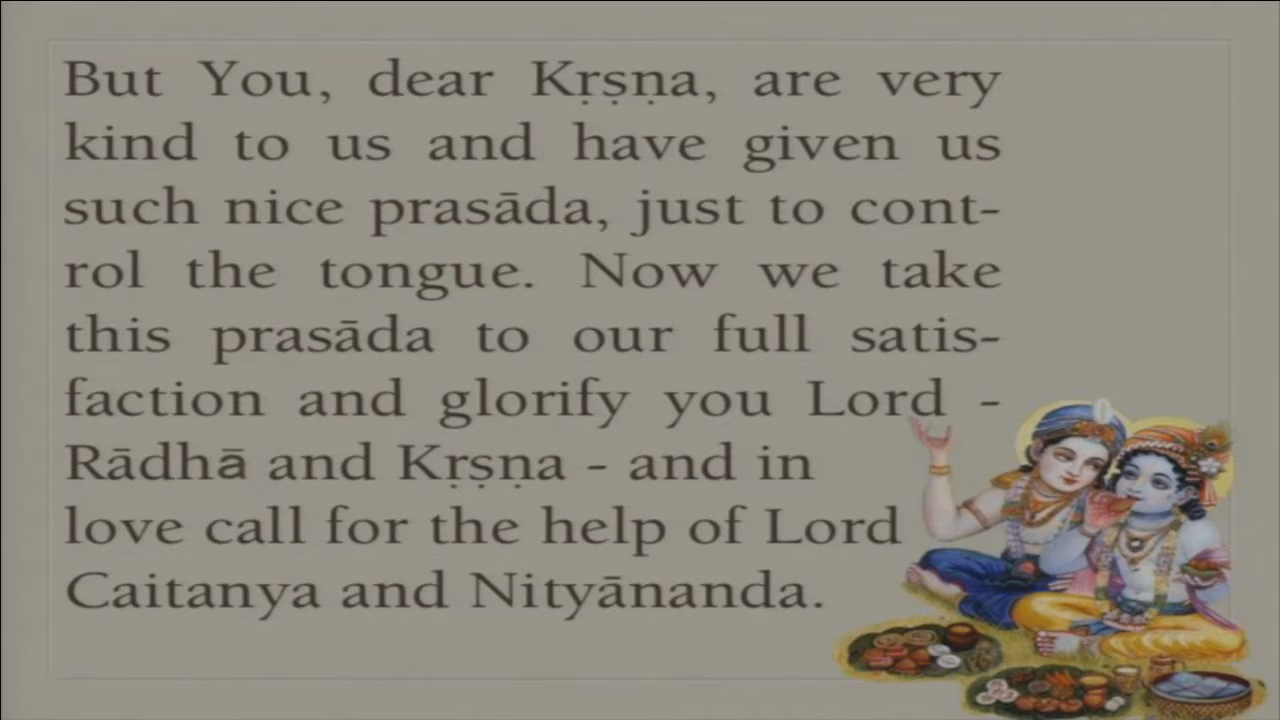 But You, dear Kṛṣṇa, are very
kind to us and have given us
such nice prasāda, just to cont-
rol the tongue. Now we take
this prasāda to our full satis-
faction and glorify you Lord -
Rādhā and Kṛṣṇa - and in
love call for the help of Lord
Caitanya and Nityānanda.